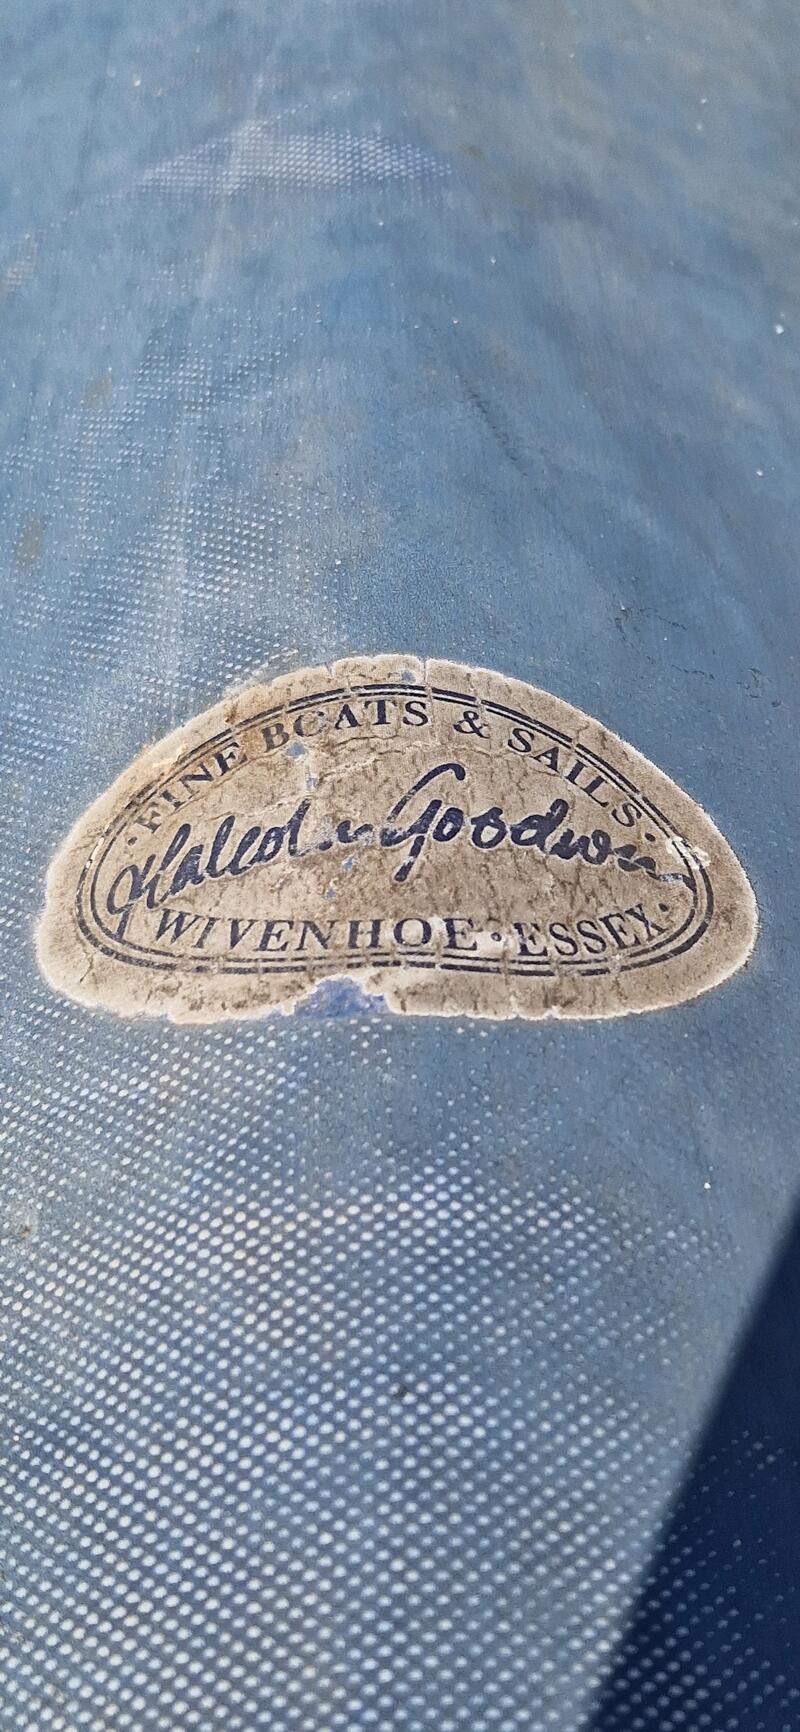 · FINE BOATS & SAILS ·
Malcolm Goodwin
· WIVENHOE · ESSEX ·